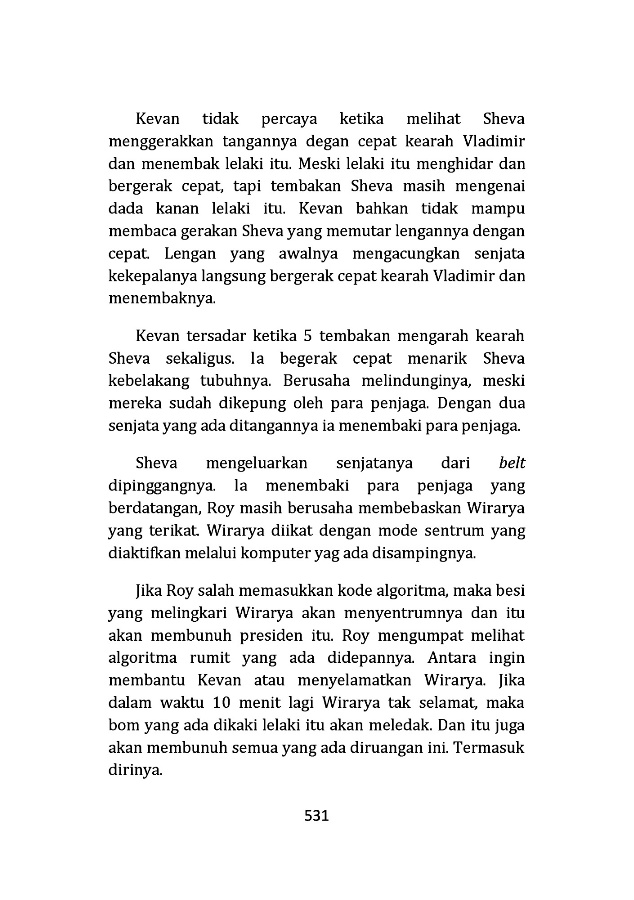 Kevan tidak percaya ketika melihat Sheva
menggerakkan tangannya degan cepat kearah Vladimir
dan menembak lelaki itu. Meski lelaki itu menghidar dan
bergerak cepat, tapi tembakan Sheva masih mengenai
dada kanan lelaki itu. Kevan bahkan tidak mampu
membaca gerakan Sheva yang memutar lengannya dengan
cepat. Lengan yang awalnya mengacungkan senjata
kekepalanya langsung bergerak cepat kearah Vladimir dan
menembaknya.
Kevan tersadar ketika 5 tembakan mengarah kearah
Sheva sekaligus. Ia begerak cepat menarik Sheva
kebelakang tubuhnya. Berusaha melindunginya, meski
mereka sudah dikepung oleh para penjaga. Dengan dua
senjata yang ada ditangannya ia menembaki para penjaga.
Sheva mengeluarkan senjatanya dari belt
dipinggangnya. Ia menembaki para penjaga yang
berdatangan, Roy masih berusaha membebaskan Wirarya
yang terikat. Wirarya diikat dengan mode sentrum yang
diaktifkan melalui komputer yag ada disampingnya.
Jika Roy salah memasukkan kode algoritma, maka besi
yang melingkari Wirarya akan menyentrumnya dan itu
akan membunuh presiden itu. Roy mengumpat melihat
algoritma rumit yang ada didepannya. Antara ingin
membantu Kevan atau menyelamatkan Wirarya. Jika
dalam waktu 10 menit lagi Wirarya tak selamat, maka
bom yang ada dikaki lelaki itu akan meledak. Dan itu juga
akan membunuh semua yang ada diruangan ini. Termasuk
dirinya.
531